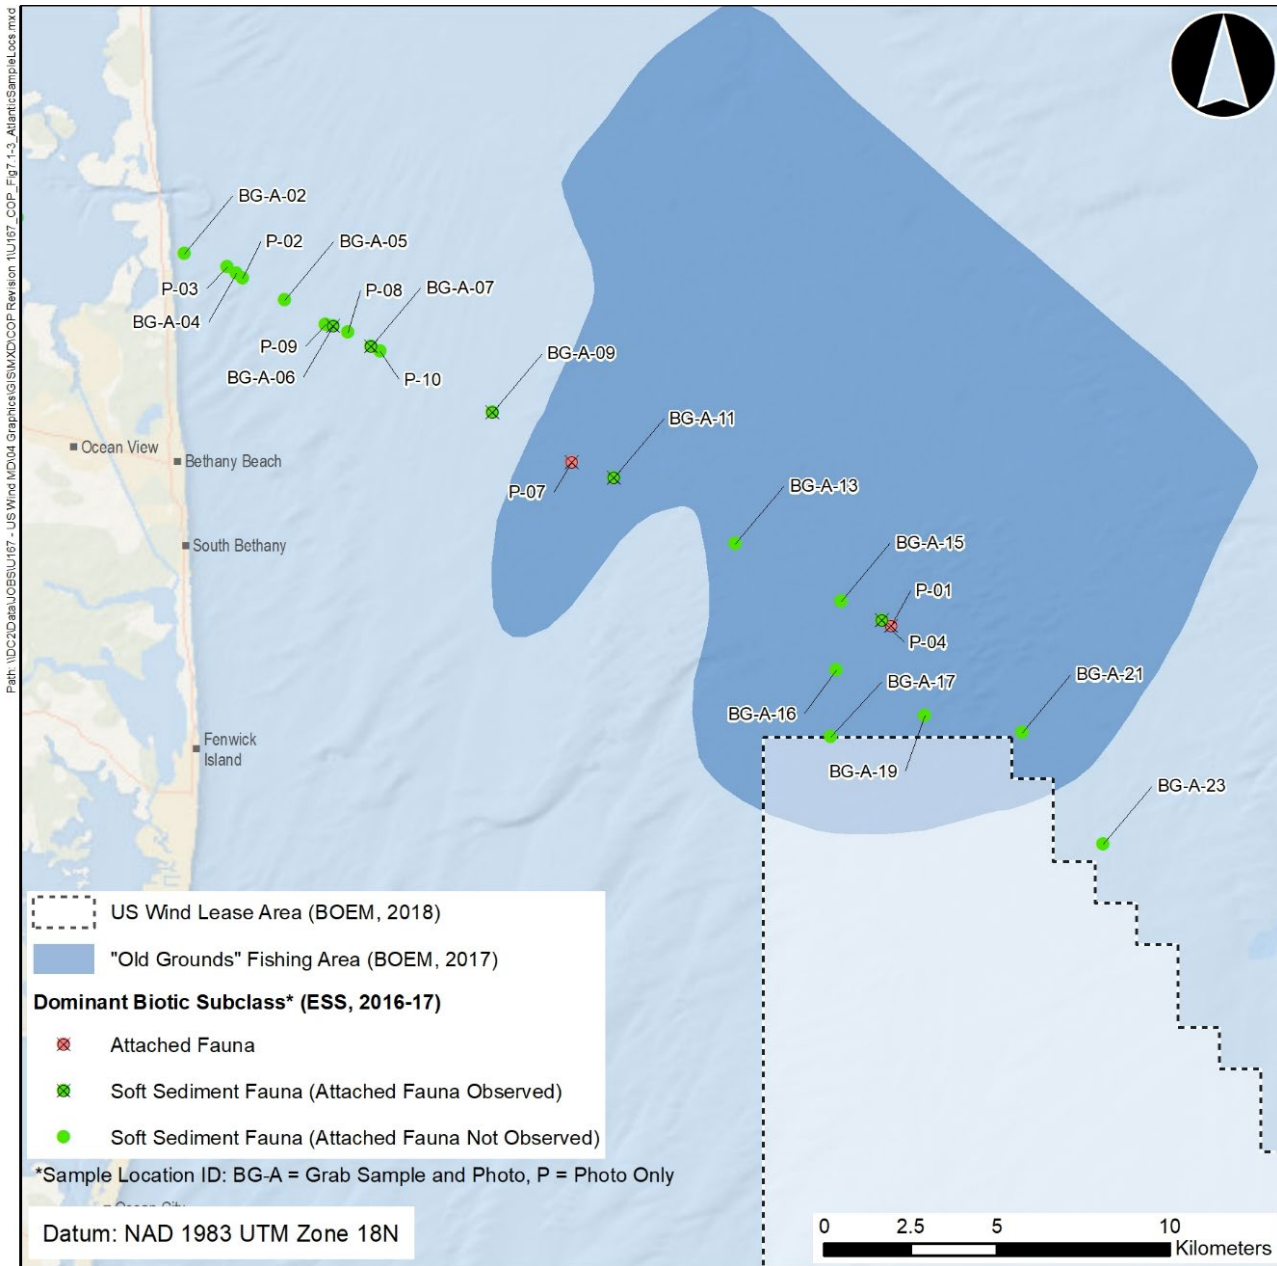 Path: \\DC2\Data\JOBS\U167 - US Wind MD\04 Graphics\GIS\MXD\COP Revision 1\U167_COP_Fig7.1-3_AtlanticSampleLocs.mxd
BG-A-02
P-02
BG-A-05
P-03
P-08
BG-A-07
BG-A-04
P-09
BG-A-06
P-10
BG-A-09
BG-A-11
Ocean View
Bethany Beach
P-07
BG-A-13
South Bethany
BG-A-15
P-01
P-04
BG-A-17
BG-A-21
BG-A-16
Fenwick
Island
BG-A-19
BG-A-23
US Wind Lease Area (BOEM, 2018)
"Old Grounds" Fishing Area (BOEM, 2017)
Dominant Biotic Subclass* (ESS, 2016-17)
Attached Fauna
Soft Sediment Fauna (Attached Fauna Observed)
Soft Sediment Fauna (Attached Fauna Not Observed)
*Sample Location ID: BG-A = Grab Sample and Photo, P = Photo Only
Ocean City
Datum: NAD 1983 UTM Zone 18N
0 2.5 5 10
Kilometers